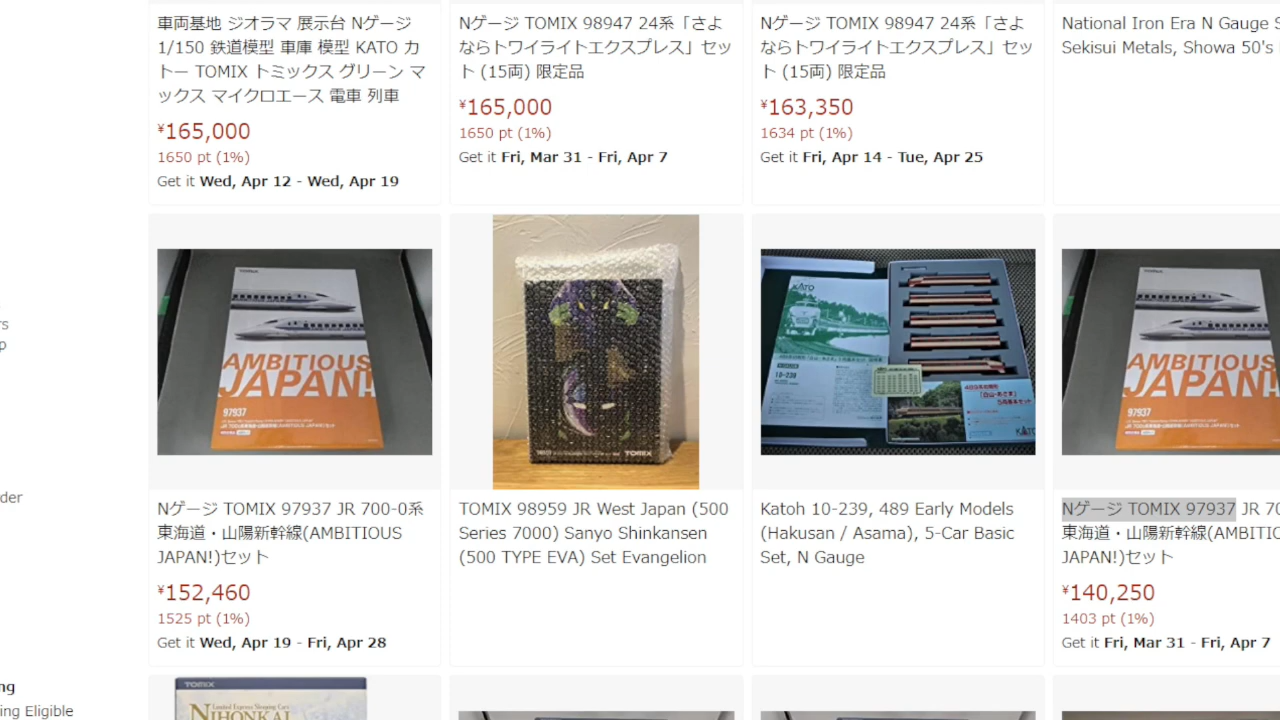 車両基地 ジオラマ 展示台 Nゲージ
1/150 鉄道模型 車庫 模型 KATO カ
トー TOMIX トミックス グリーン マ
ックス マイクロエース 電車 列車
¥165,000
1650 pt (1%)
Get it Wed, Apr 12 - Wed, Apr 19
Nゲージ TOMIX 98947 24系「さよ
ならトワイライトエクスプレス」セッ
ト (15両) 限定品
¥165,000
1650 pt (1%)
Get it Fri, Mar 31 - Fri, Apr 7
Nゲージ TOMIX 98947 24系「さよ
ならトワイライトエクスプレス」セッ
ト (15両) 限定品
¥163,350
1634 pt (1%)
Get it Fri, Apr 14 - Tue, Apr 25
National Iron Era N Gauge S
Sekisui Metals, Showa 50's
rs
p
der
ng
ing Eligible
TOMIX
AMBITIOUS
JAPAN!
97937
Nゲージ TOMIX 97937 JR 700-0系
東海道・山陽新幹線(AMBITIOUS
JAPAN!)セット
¥152,460
1525 pt (1%)
Get it Wed, Apr 19 - Fri, Apr 28
TOMIX
TOMIX 98959 JR West Japan (500
Series 7000) Sanyo Shinkansen
(500 TYPE EVA) Set Evangelion
KATO
10-239
KATO
Katoh 10-239, 489 Early Models
(Hakusan / Asama), 5-Car Basic
Set, N Gauge
TOMIX
AMBITIOUS
JAPAN!
97937
Nゲージ TOMIX 97937 JR 70
東海道・山陽新幹線(AMBITIO
JAPAN!)セット
¥140,250
1403 pt (1%)
Get it Fri, Mar 31 - Fri, Apr 7
TOMIX
Limited Express Sleeping Cars
NIHONKAI